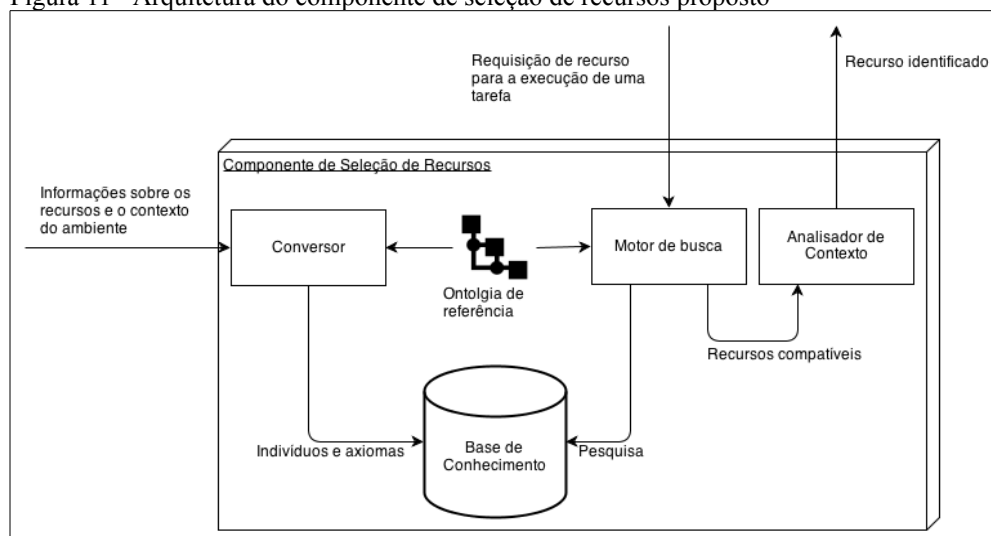 Figura 11 - Arquitetura do componente de seleção de recursos proposto
Requisição de recurso
para a execução de uma
tarefa
Recurso identificado
Componente de Seleção de Recursos
Informações sobre os
recursos e o contexto
do ambiente
Conversor
Motor de busca
Analisador de
Contexto
Ontolgia de
referência
Recursos compatíveis
Individuos e axiomas
Base de
Conhecimento
Pesquisa